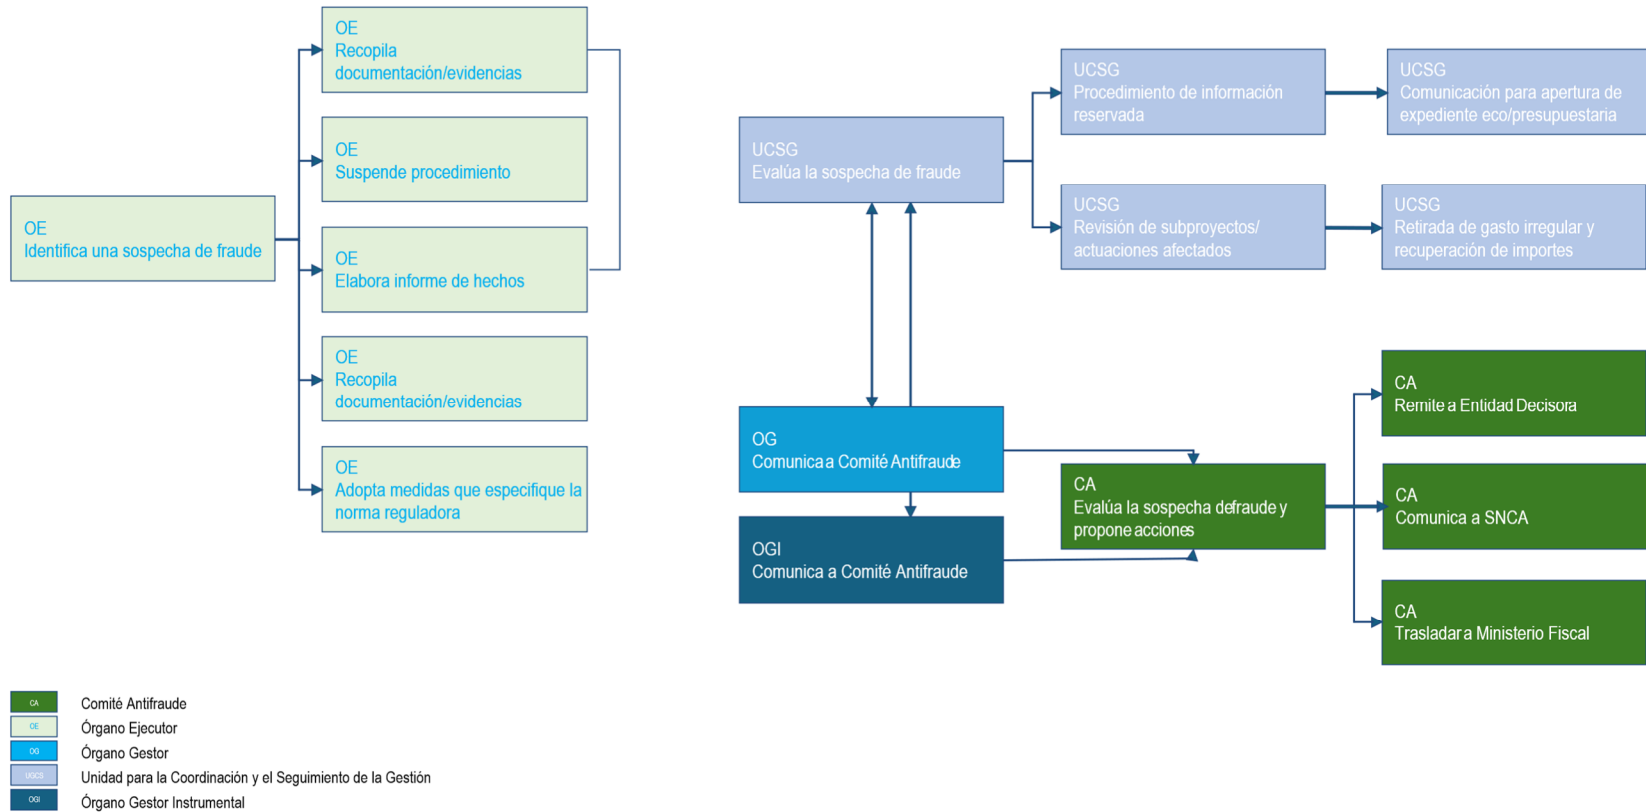 OE
Identifica una sospecha de fraude
OE
Recopila
documentación/evidencias
OE
Suspende procedimiento
OE
Elabora informe de hechos
OE
Recopila
documentación/evidencias
OE
Adopta medidas que especifique la
norma reguladora
UCSG
Evalúa la sospecha de fraude
UCSG
Procedimiento de información
reservada
UCSG
Comunicación para apertura de
expediente eco/presupuestaria
UCSG
Revisión de subproyectos/
actuaciones afectados
UCSG
Retirada de gasto irregular y
recuperación de importes
OG
Comunica a Comité Antifraude
OGI
Comunica a Comité Antifraude
CA
Evalúa la sospecha defraude y
propone acciones
CA
Remite a Entidad Decisora
CA
Comunica a SNCA
CA
Trasladar a Ministerio Fiscal
CA Comité Antifraude
OE Órgano Ejecutor
OG Órgano Gestor
UGCS Unidad para la Coordinación y el Seguimiento de la Gestión
OGI Órgano Gestor Instrumental